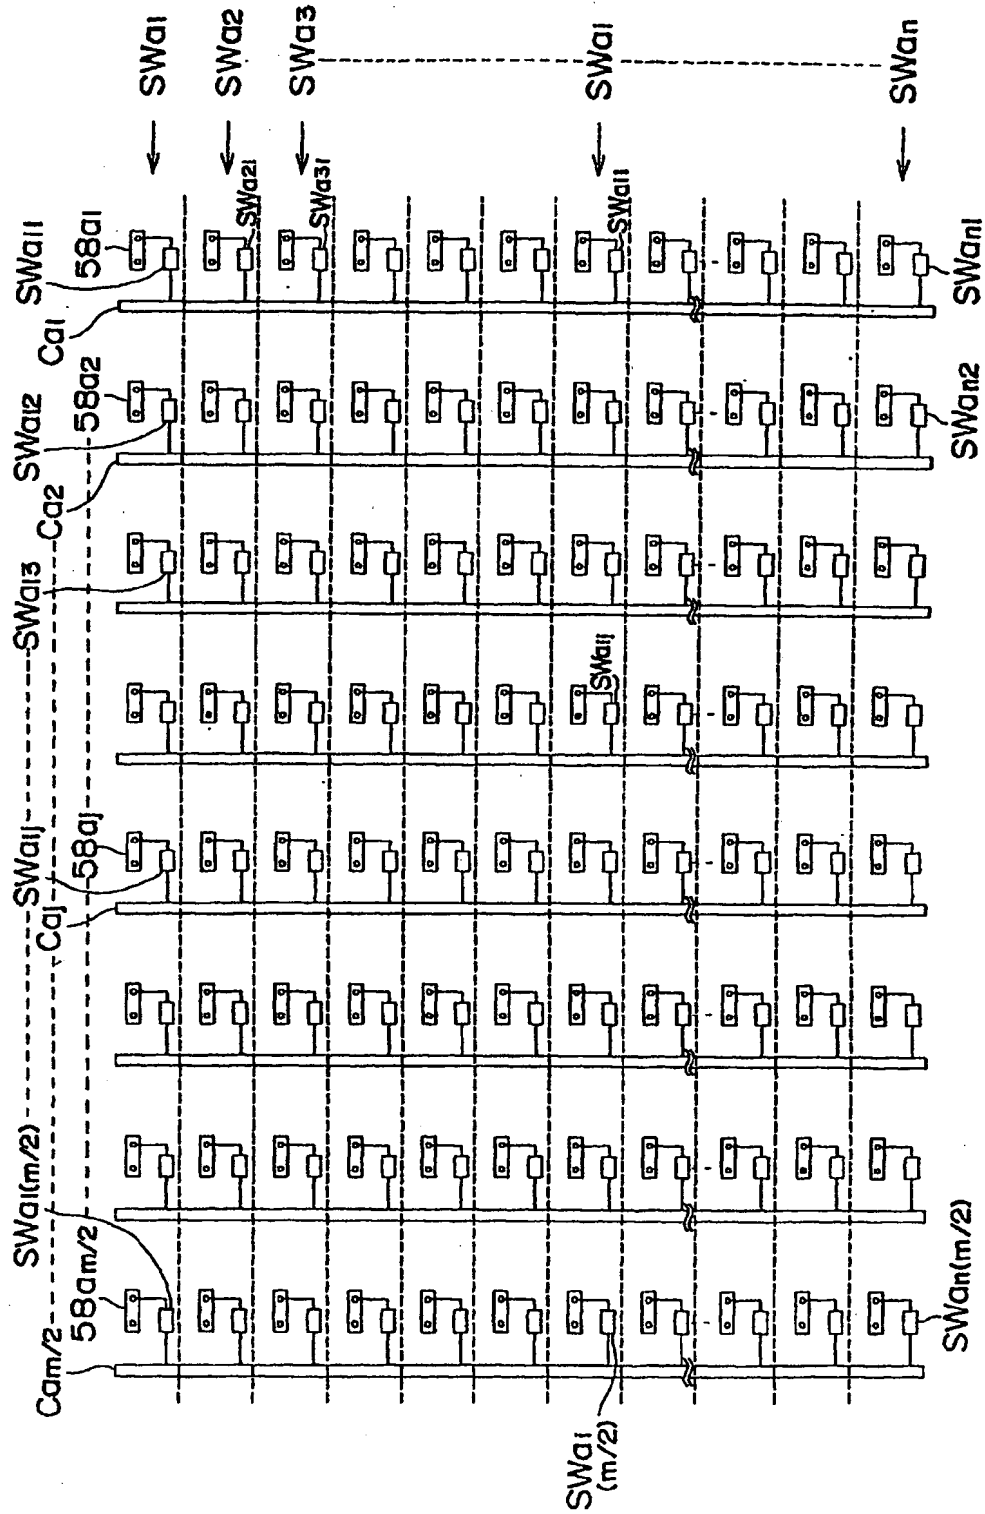 SWa1(m/2) SWa1j SWa13 SWa12 SWa11
Cam/2 Caj Ca2 Ca1
58am/2 58aj 58a2 58a1
SWa1
SWa21 SWa2
SWa31 SWa3
SWai
(m/2)
SWaij SWai1 SWai
SWan
SWan(m/2) SWan2 SWan1